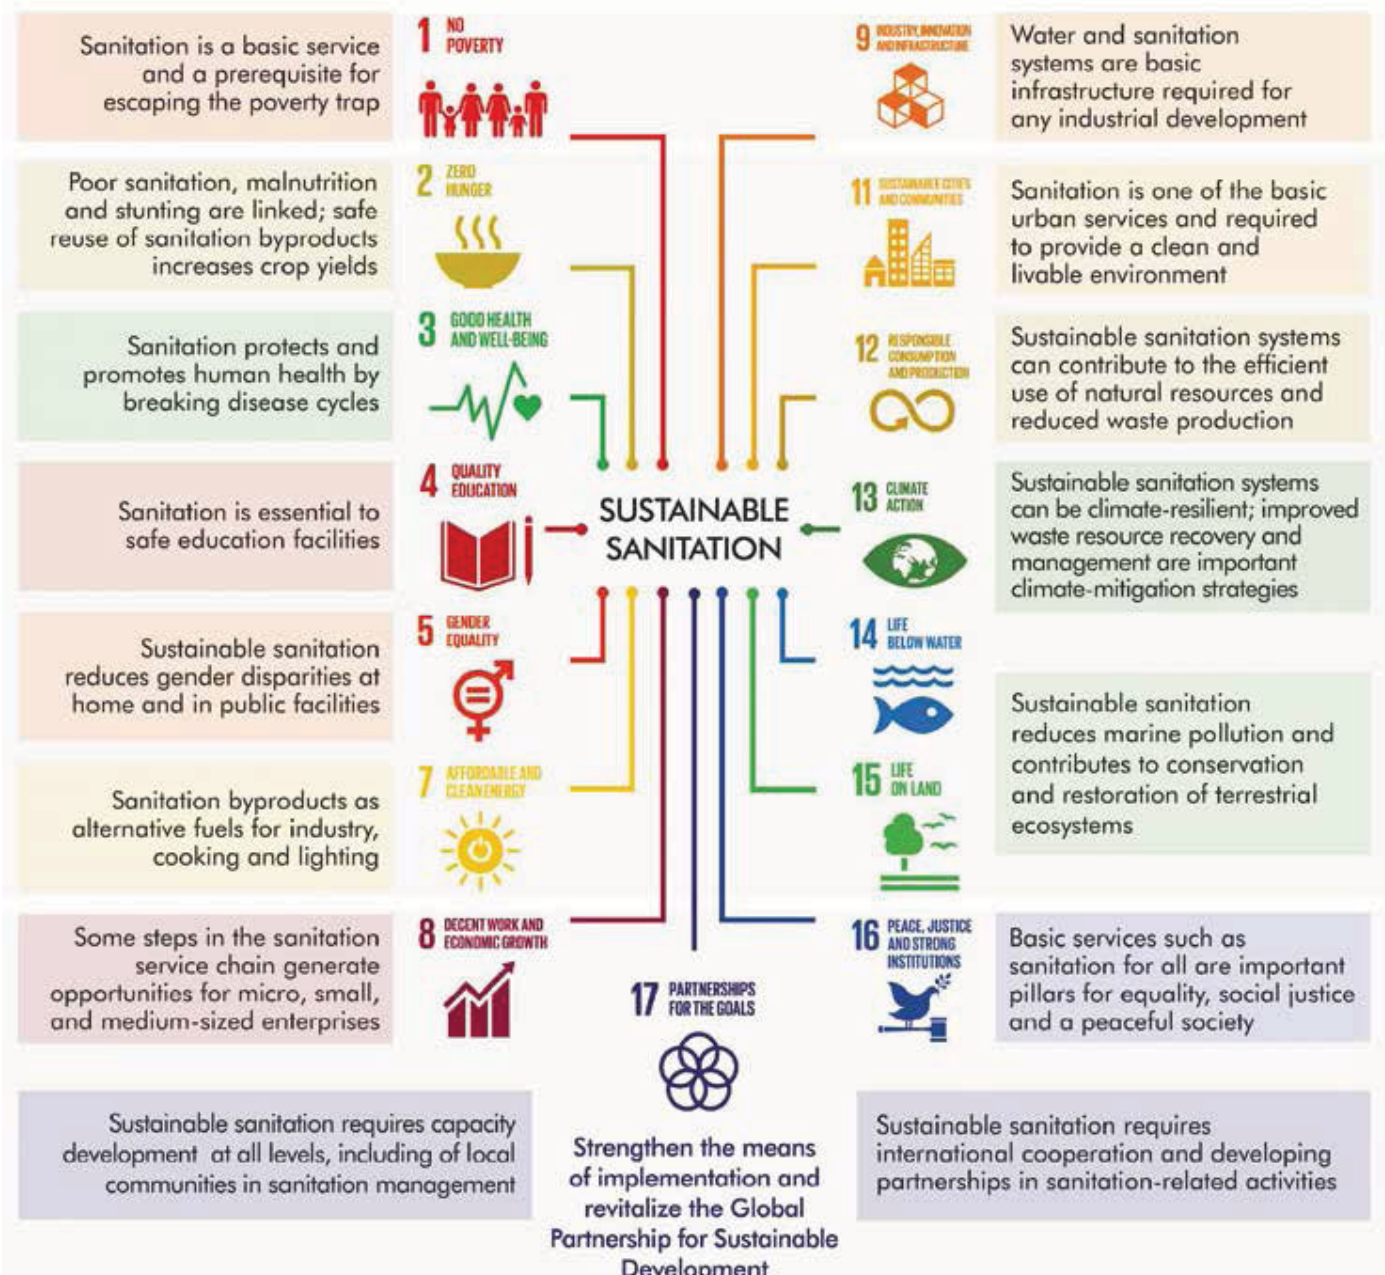 Sanitation is a basic service
and a prerequisite for
escaping the poverty trap
1 NO
POVERTY
Poor sanitation, malnutrition
and stunting are linked; safe
reuse of sanitation byproducts
increases crop yields
2 ZERO
HUNGER
Sanitation protects and
promotes human health by
breaking disease cycles
3 GOOD HEALTH
AND WELL-BEING
Sanitation is essential to
safe education facilities
4 QUALITY
EDUCATION
Sustainable sanitation
reduces gender disparities at
home and in public facilities
5 GENDER
EQUALITY
Sanitation byproducts as
alternative fuels for industry,
cooking and lighting
7 AFFORDABLE AND
CLEAN ENERGY
Some steps in the sanitation
service chain generate
opportunities for micro, small,
and medium-sized enterprises
8 DECENT WORK AND
ECONOMIC GROWTH
SUSTAINABLE
SANITATION
9 INDUSTRY, INNOVATION
AND INFRASTRUCTURE
Water and sanitation
systems are basic
infrastructure required for
any industrial development
11 SUSTAINABLE CITIES
AND COMMUNITIES
Sanitation is one of the basic
urban services and required
to provide a clean and
livable environment
12 RESPONSIBLE
CONSUMPTION
AND PRODUCTION
Sustainable sanitation systems
can contribute to the efficient
use of natural resources and
reduced waste production
13 CLIMATE
ACTION
Sustainable sanitation systems
can be climate-resilient; improved
waste resource recovery and
management are important
climate-mitigation strategies
14 LIFE
BELOW WATER
15 LIFE
ON LAND
Sustainable sanitation
reduces marine pollution and
contributes to conservation
and restoration of terrestrial
ecosystems
16 PEACE, JUSTICE
AND STRONG
INSTITUTIONS
Basic services such as
sanitation for all are important
pillars for equality, social justice
and a peaceful society
17 PARTNERSHIPS
FOR THE GOALS
Sustainable sanitation requires capacity
development at all levels, including of local
communities in sanitation management
Strengthen the means
of implementation and
revitalize the Global
Partnership for Sustainable
Development
Sustainable sanitation requires
international cooperation and developing
partnerships in sanitation-related activities